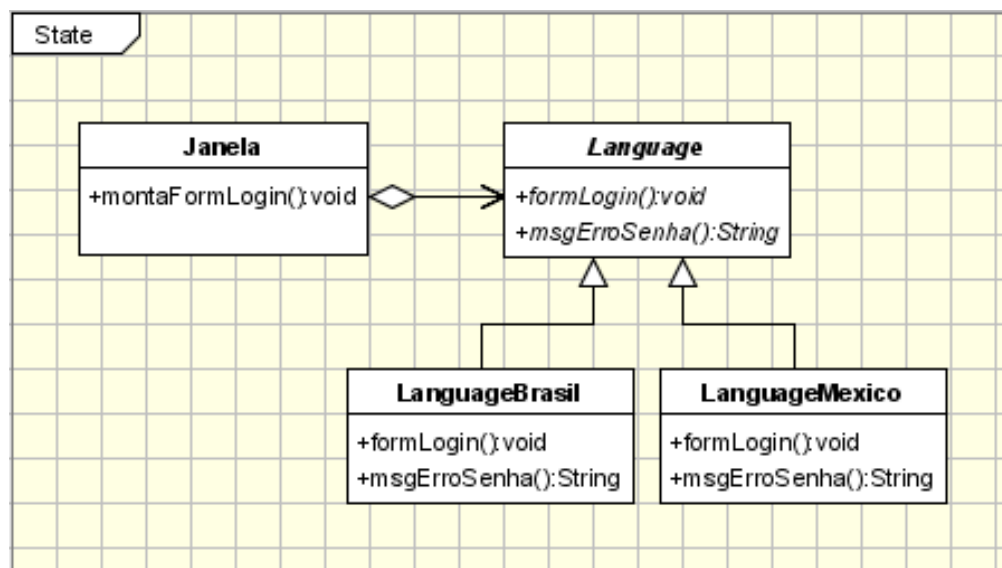 State
Janela
+montaFormLogin():void
Language
+formLogin():void
+msgErroSenha():String
LanguageBrasil
+formLogin():void
+msgErroSenha():String
LanguageMexico
+formLogin():void
+msgErroSenha():String